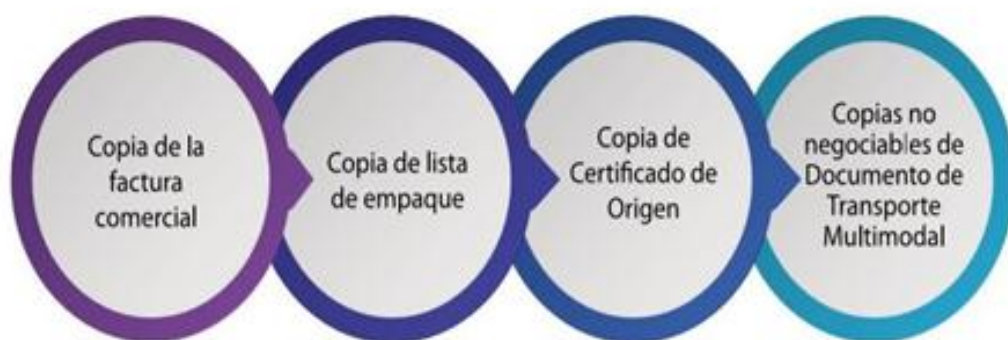 Copia de la
factura
comercial
Copia de lista
de empaque
Copia de
Certificado de
Origen
Copias no
negociables de
Documento de
Transporte
Multimodal